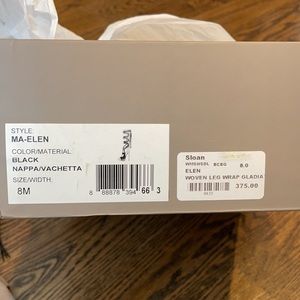 STYLE:
MA-ELEN
COLOR/MATERIAL:
BLACK
NAPPA/VACHETTA
SIZE/WIDTH:
8M
8 88878 394 66 3
Sloan
BCBG 8.0
ELEN
WOVEN LEG WRAP GLADIA
375.00